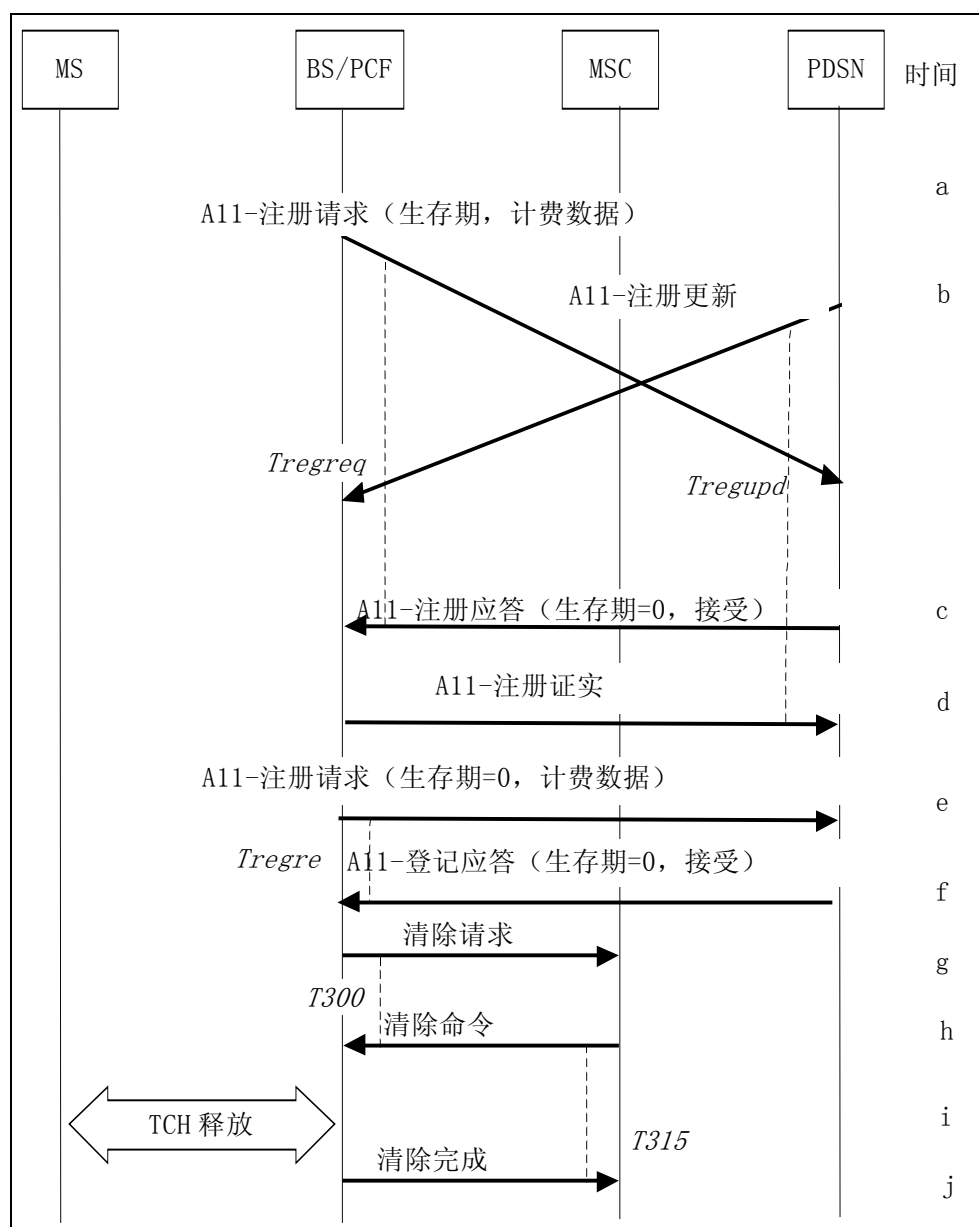 MS
BS/PCF
MSC
PDSN
时间
a
A11-注册请求（生存期，计费数据）
A11-注册更新
b
Tregreq
Tregupd
A11-注册应答（生存期=0，接受）
c
A11-注册证实
d
A11-注册请求（生存期=0，计费数据）
e
Tregre
A11-登记应答（生存期=0，接受）
f
清除请求
g
T300
清除命令
h
TCH 释放
i
T315
清除完成
j